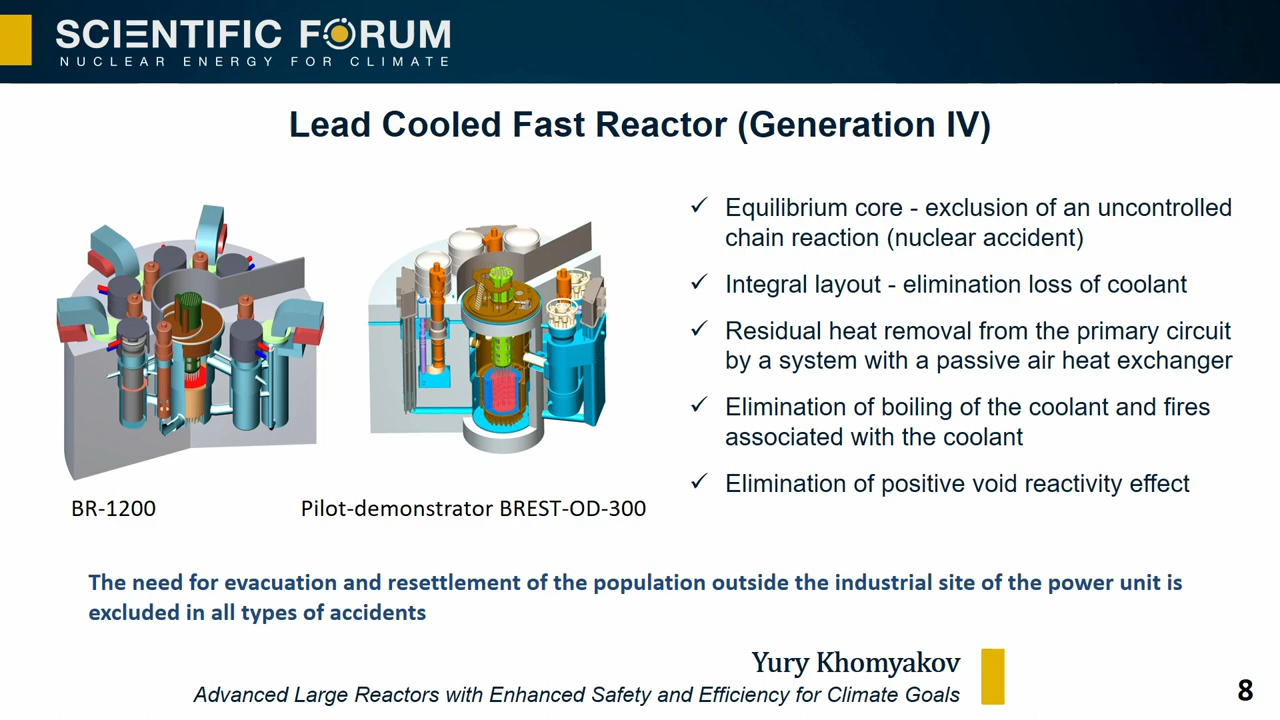 SCIENTIFIC FORUM
NUCLEAR ENERGY FOR CLIMATE
Lead Cooled Fast Reactor (Generation IV)
✓ Equilibrium core - exclusion of an uncontrolled
chain reaction (nuclear accident)
✓ Integral layout - elimination loss of coolant
✓ Residual heat removal from the primary circuit
by a system with a passive air heat exchanger
✓ Elimination of boiling of the coolant and fires
associated with the coolant
✓ Elimination of positive void reactivity effect
BR-1200
Pilot-demonstrator BREST-OD-300
The need for evacuation and resettlement of the population outside the industrial site of the power unit is
excluded in all types of accidents
Yury Khomyakov
Advanced Large Reactors with Enhanced Safety and Efficiency for Climate Goals
8